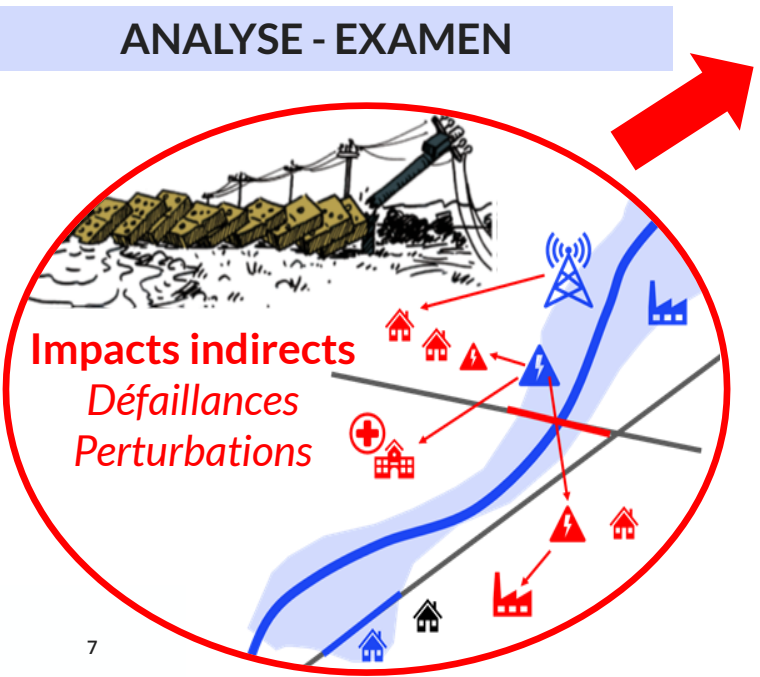 ANALYSE - EXAMEN
Impacts indirects
Défaillances
Perturbations
7